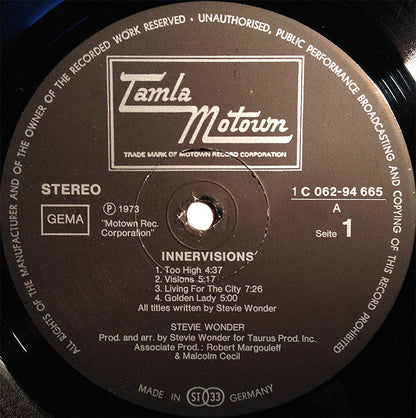 ALL RIGHTS OF THE MANUFACTURER AND OF THE OWNER OF THE RECORDED WORK RESERVED • UNAUTHORISED, PUBLIC PERFORMANCE BROADCASTING AND COPYING OF THIS RECORD PROHIBITED
Tamla
Motown
TRADE MARK OF MOTOWN RECORD CORPORATION
STEREO
1 C 062-94 665
GEMA
Ⓟ 1973
"Motown Rec.
Corporation"
A
Seite 1
INNERVISIONS
1. Too High 4:37
2. Visions 5:17
3. Living For The City 7:26
4. Golden Lady 5:00
All titles written by Stevie Wonder
STEVIE WONDER
Prod. and arr. by Stevie Wonder for Taurus Prod. Inc.
Associate Prod : Robert Margouleff
& Malcolm Cecil
MADE IN ST 33 GERMANY